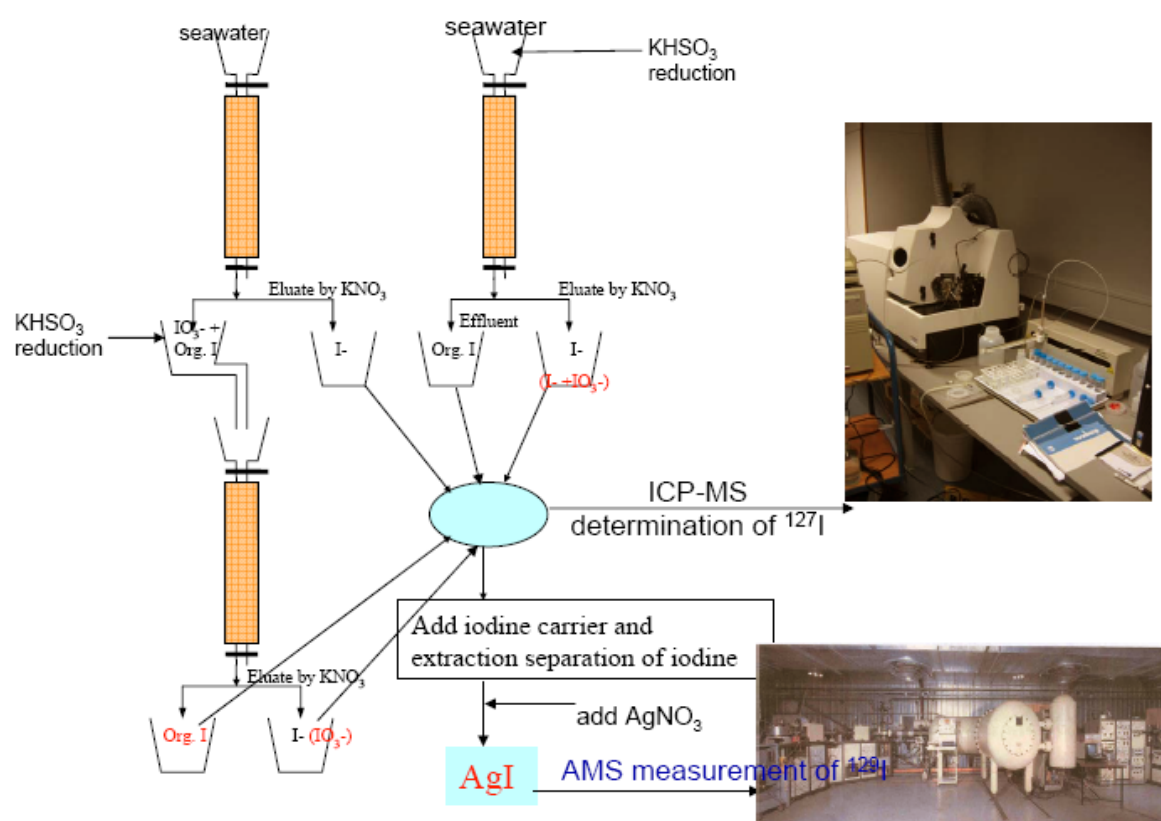 seawater
seawater
KHSO₃
reduction
Eluate by KNO₃
Eluate by KNO₃
KHSO₃
reduction
IO₃- +
Org. I
I-
Effluent
Org. I
I-
(I- +IO₃-)
ICP-MS
determination of ¹²⁷I
Add iodine carrier and
extraction separation of iodine
Eluate by KNO₃
Org. I
I- (IO₃-)
add AgNO₃
AgI
AMS measurement of ¹²⁹I